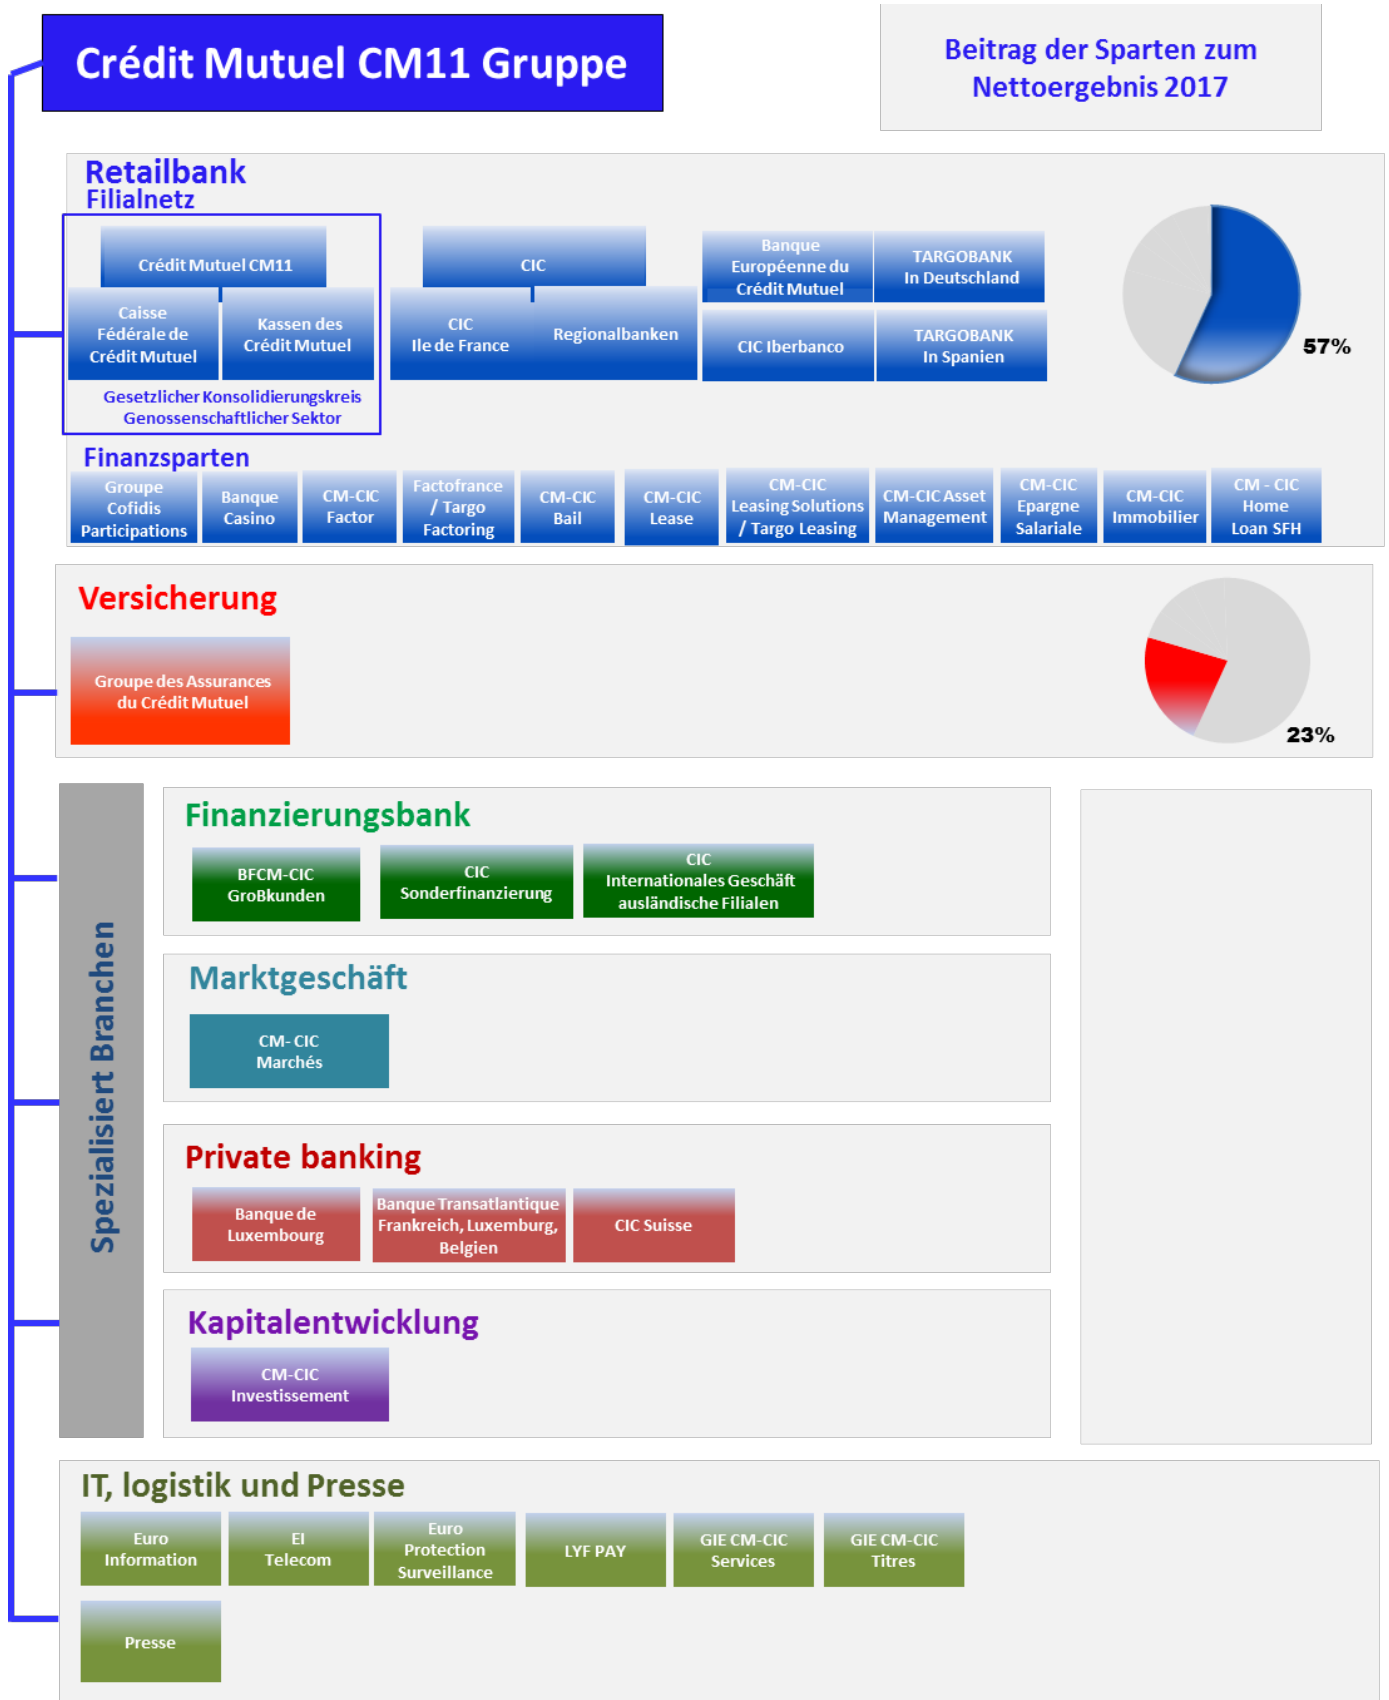 Crédit Mutuel CM11 Gruppe
Beitrag der Sparten zum
Nettoergebnis 2017
Retailbank
Filialnetz
Crédit Mutuel CM11
Caisse
Fédérale de
Crédit Mutuel
Kassen des
Crédit Mutuel
Gesetzlicher Konsolidierungskreis
Genossenschaftlicher Sektor
CIC
CIC
Ile de France
Regionalbanken
Banque
Européenne du
Crédit Mutuel
TARGOBANK
In Deutschland
CIC Iberbanco
TARGOBANK
In Spanien
57%
Finanzsparten
Groupe
Cofidis
Participations
Banque
Casino
CM-CIC
Factor
Factofrance
/ Targo
Factoring
CM-CIC
Bail
CM-CIC
Lease
CM-CIC
Leasing Solutions
/ Targo Leasing
CM-CIC Asset
Management
CM-CIC
Epargne
Salariale
CM-CIC
Immobilier
CM - CIC
Home
Loan SFH
Versicherung
Groupe des Assurances
du Crédit Mutuel
23%
Spezialisiert Branchen
Finanzierungsbank
BFCM-CIC
Großkunden
CIC
Sonderfinanzierung
CIC
Internationales Geschäft
ausländische Filialen
Marktgeschäft
CM- CIC
Marchés
Private banking
Banque de
Luxembourg
Banque Transatlantique
Frankreich, Luxemburg,
Belgien
CIC Suisse
Kapitalentwicklung
CM-CIC
Investissement
IT, logistik und Presse
Euro
Information
EI
Telecom
Euro
Protection
Surveillance
LYF PAY
GIE CM-CIC
Services
GIE CM-CIC
Titres
Presse